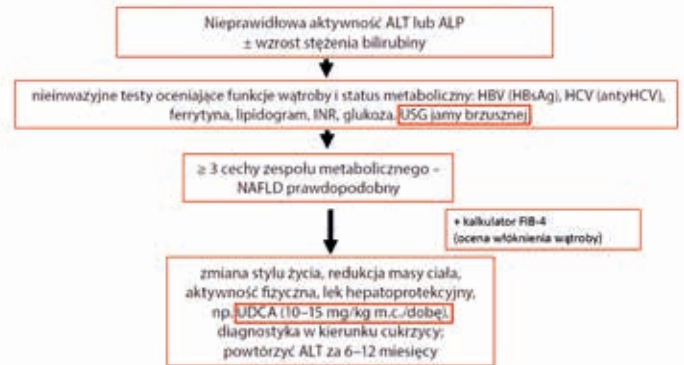 Nieprawidłowa aktywność ALT lub ALP
± wzrost stężenia bilirubiny
nieinwazyjne testy oceniające funkcje wątroby i status metaboliczny: HBV (HBsAg), HCV (antyHCV),
ferrytyna, lipidogram, INR, glukoza, USG jamy brzusznej
≥ 3 cechy zespołu metabolicznego –
NAFLD prawdopodobny
+ kalkulator FIB-4
(ocena włóknienia wątroby)
zmiana stylu życia, redukcja masy ciała,
aktywność fizyczna, lek hepatoprotekcyjny,
np. UDCA (10–15 mg/kg m.c./dobę),
diagnostyka w kierunku cukrzycy;
powtórzyć ALT za 6–12 miesięcy